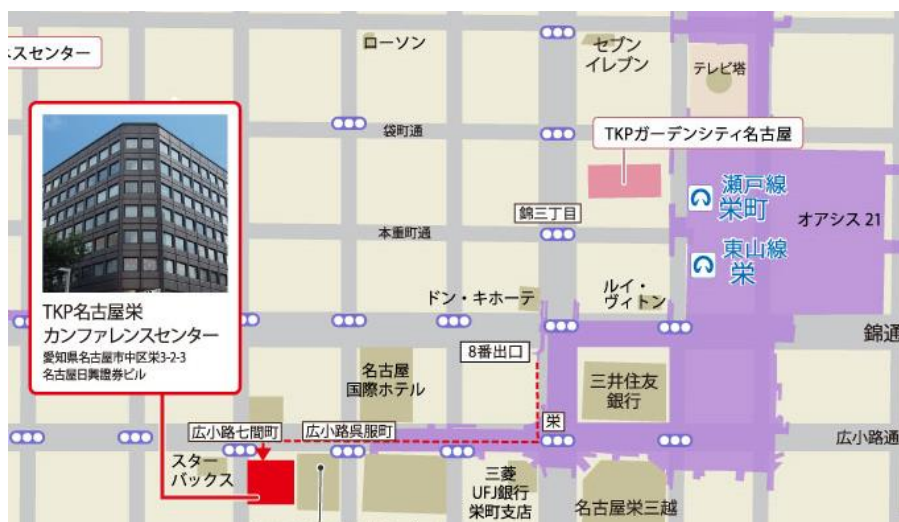 ネスセンター
ローソン
セブン
イレブン
テレビ塔
袋町通
TKPガーデンシティ名古屋
瀬戸線
栄町
オアシス21
錦三丁目
本重町通
東山線
栄
ドン・キホーテ
ルイ・
ヴィトン
TKP名古屋栄
カンファレンスセンター
愛知県名古屋市中区栄3-2-3
名古屋日興證券ビル
錦通
8番出口
名古屋
国際ホテル
三井住友
銀行
広小路七間町
広小路呉服町
栄
広小路通
スター
バックス
三菱
UFJ銀行
栄町支店
名古屋栄三越